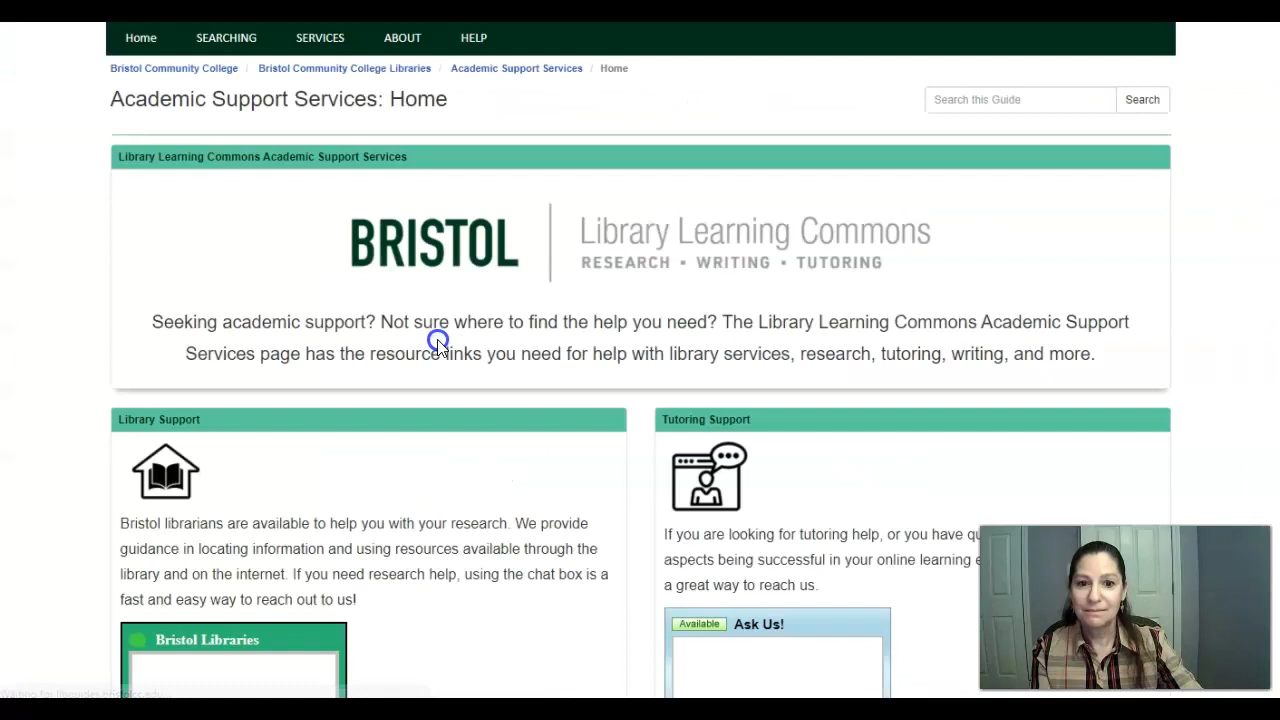 Home SEARCHING SERVICES ABOUT HELP
Bristol Community College / Bristol Community College Libraries / Academic Support Services / Home
Academic Support Services: Home
Search this Guide Search
Library Learning Commons Academic Support Services
BRISTOL Library Learning Commons
RESEARCH ▪ WRITING ▪ TUTORING
Seeking academic support? Not sure where to find the help you need? The Library Learning Commons Academic Support
Services page has the resource links you need for help with library services, research, tutoring, writing, and more.
Library Support
Bristol librarians are available to help you with your research. We provide
guidance in locating information and using resources available through the
library and on the internet. If you need research help, using the chat box is a
fast and easy way to reach out to us!
Bristol Libraries
Tutoring Support
If you are looking for tutoring help, or you have
aspects being successful in your online learning
a great way to reach us.
Available Ask Us!